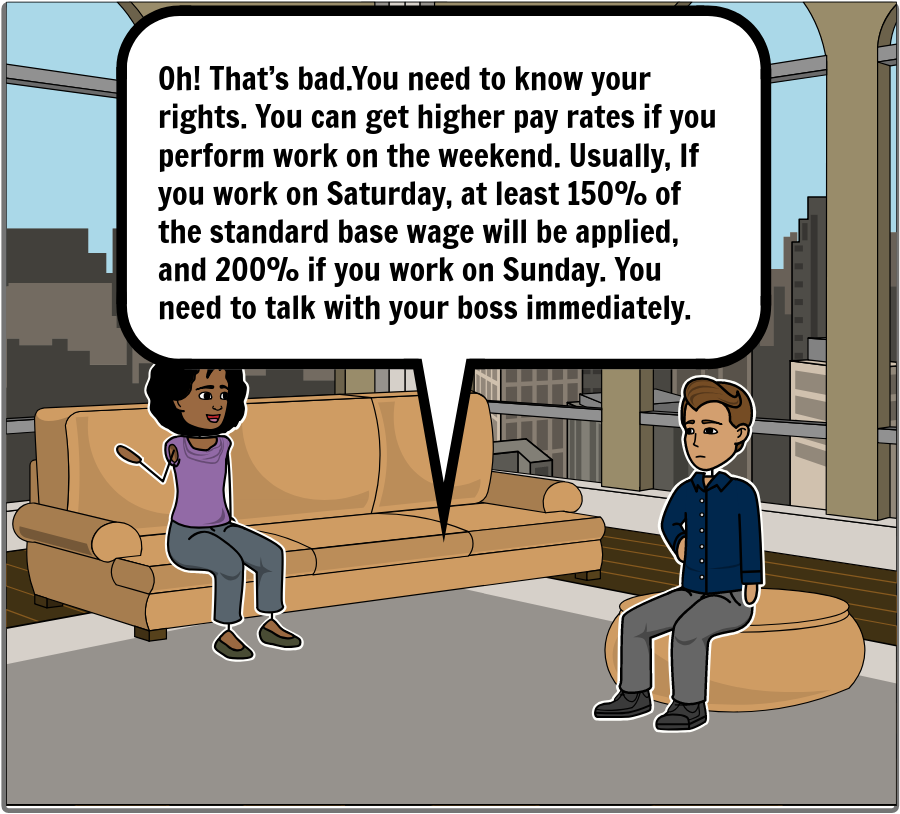 Oh! That’s bad.You need to know your
rights. You can get higher pay rates if you
perform work on the weekend. Usually, If
you work on Saturday, at least 150% of
the standard base wage will be applied,
and 200% if you work on Sunday. You
need to talk with your boss immediately.